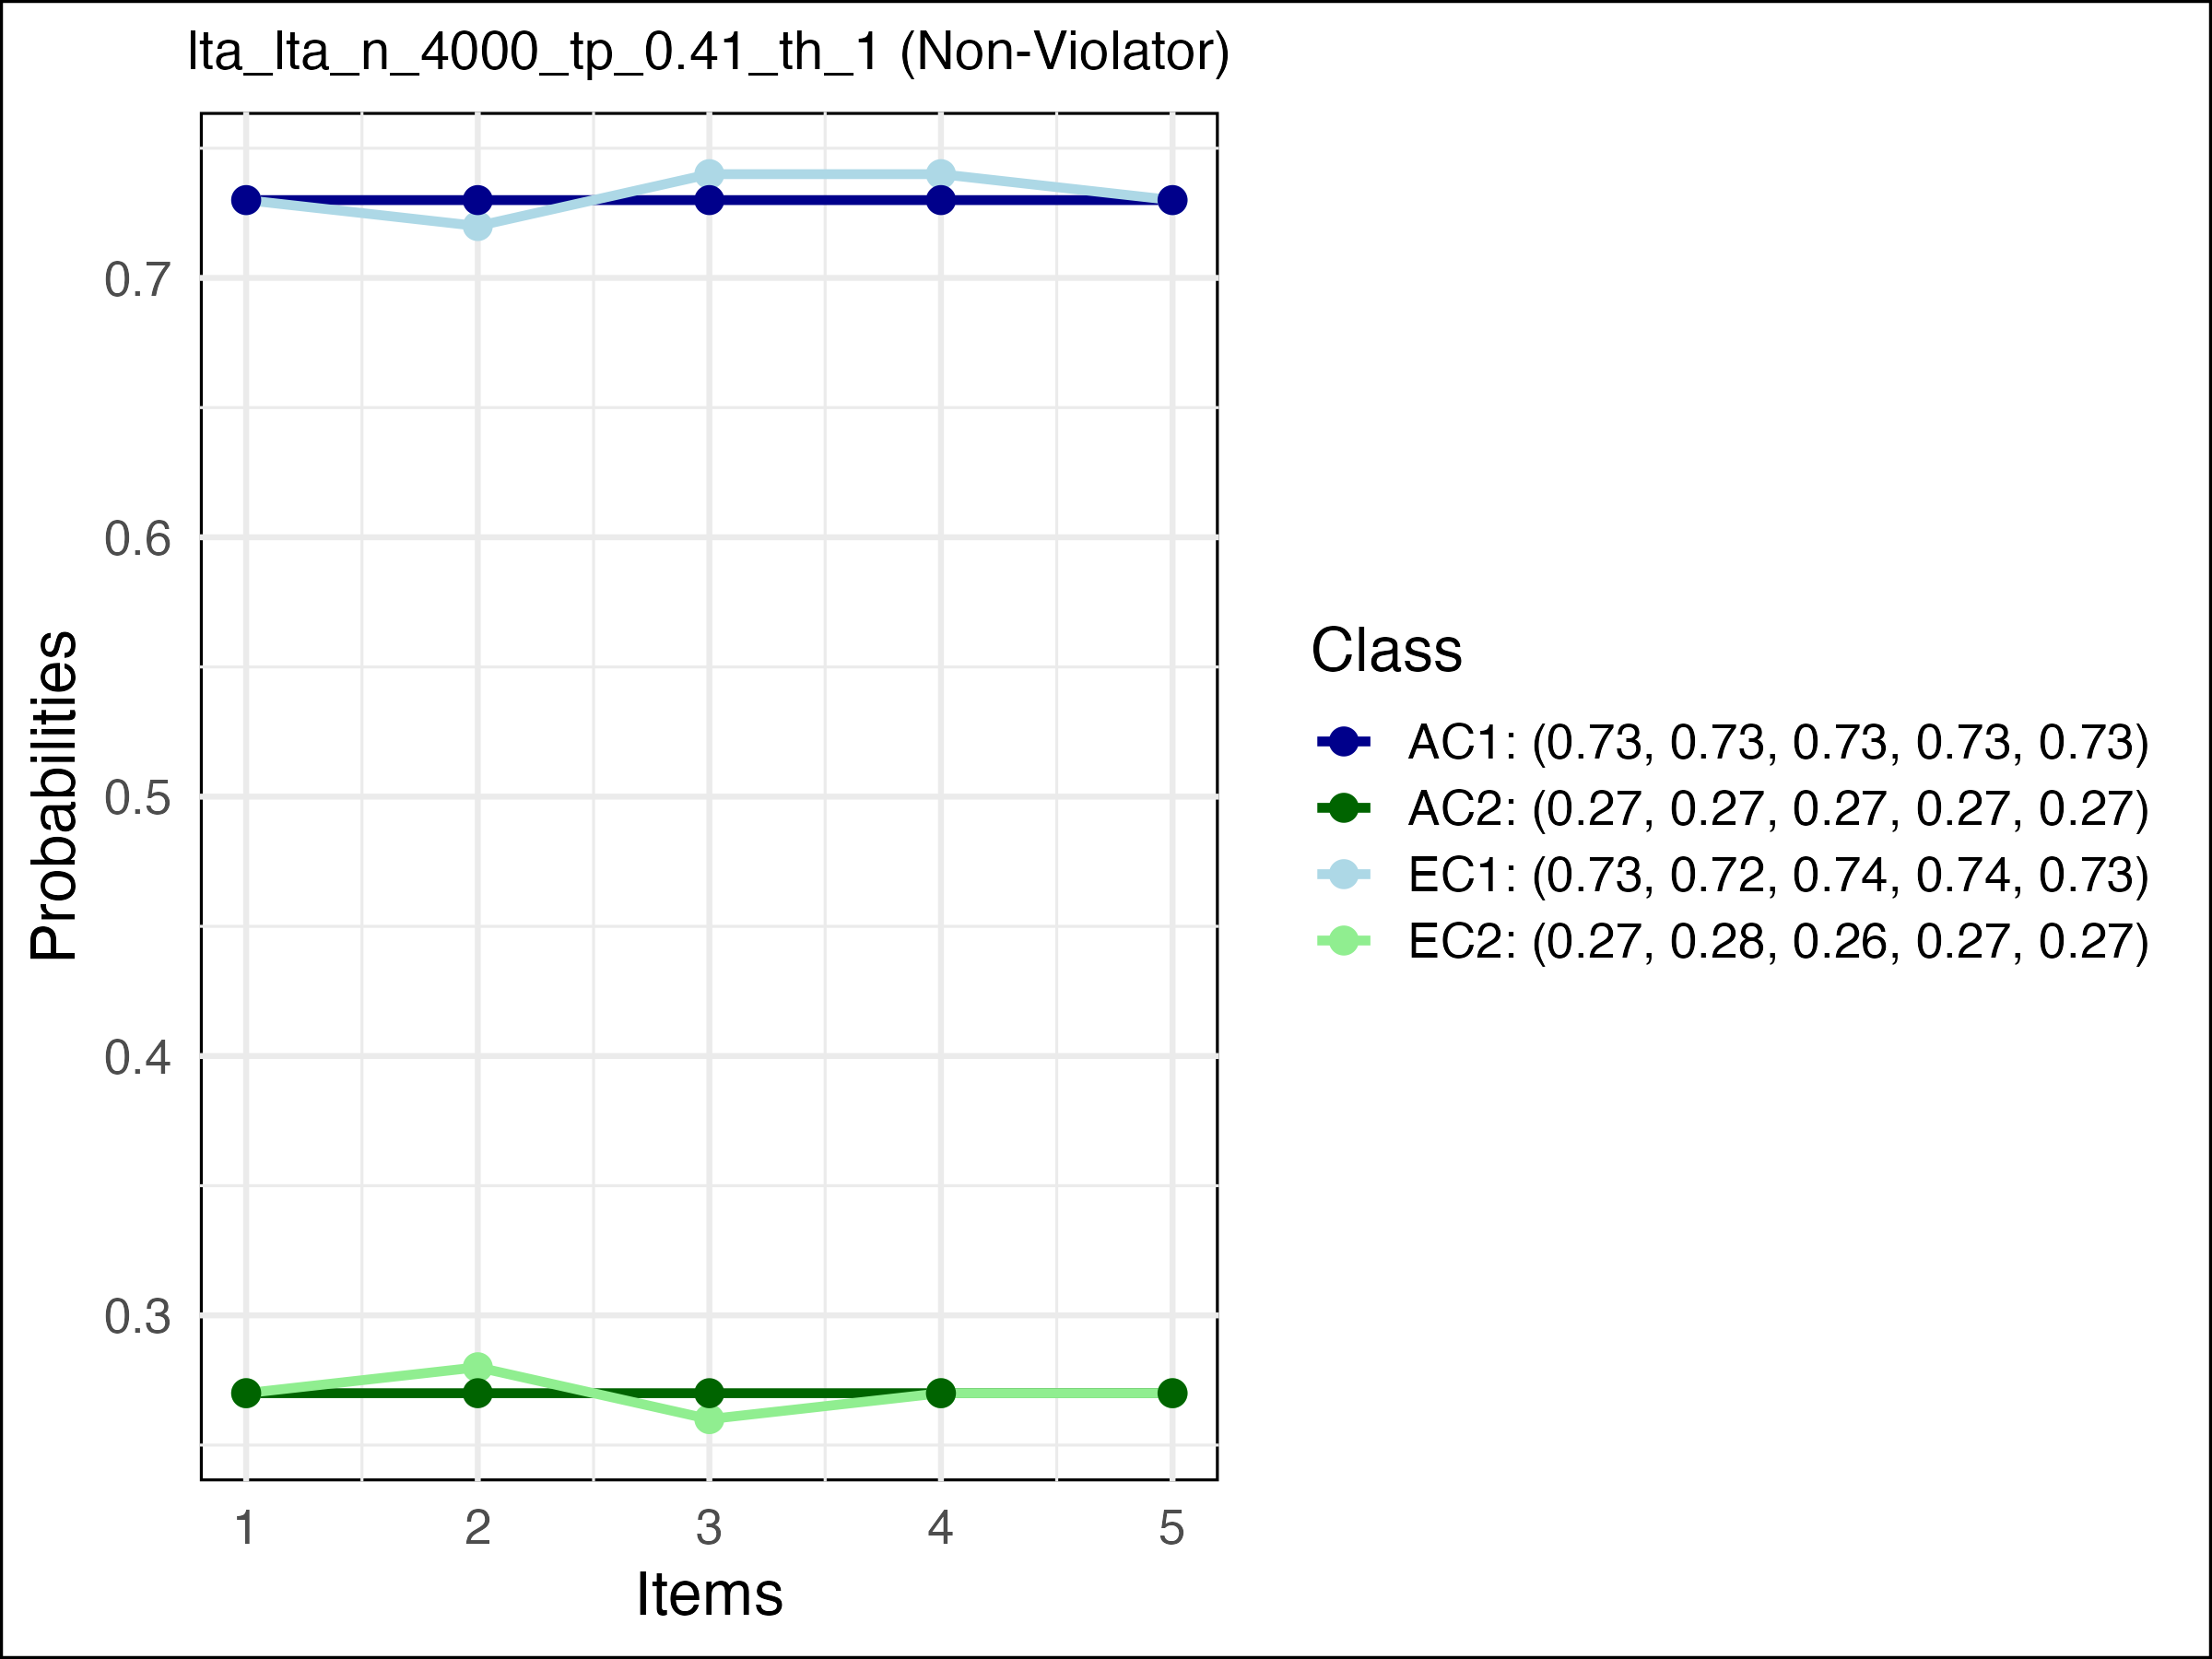 lta_lta_n_4000_tp_0.41_th_1 (Non-Violator)
Probabilities
0.7
0.6
0.5
0.4
0.3
1 2 3 4 5
Items
Class
AC1: (0.73, 0.73, 0.73, 0.73, 0.73)
AC2: (0.27, 0.27, 0.27, 0.27, 0.27)
EC1: (0.73, 0.72, 0.74, 0.74, 0.73)
EC2: (0.27, 0.28, 0.26, 0.27, 0.27)